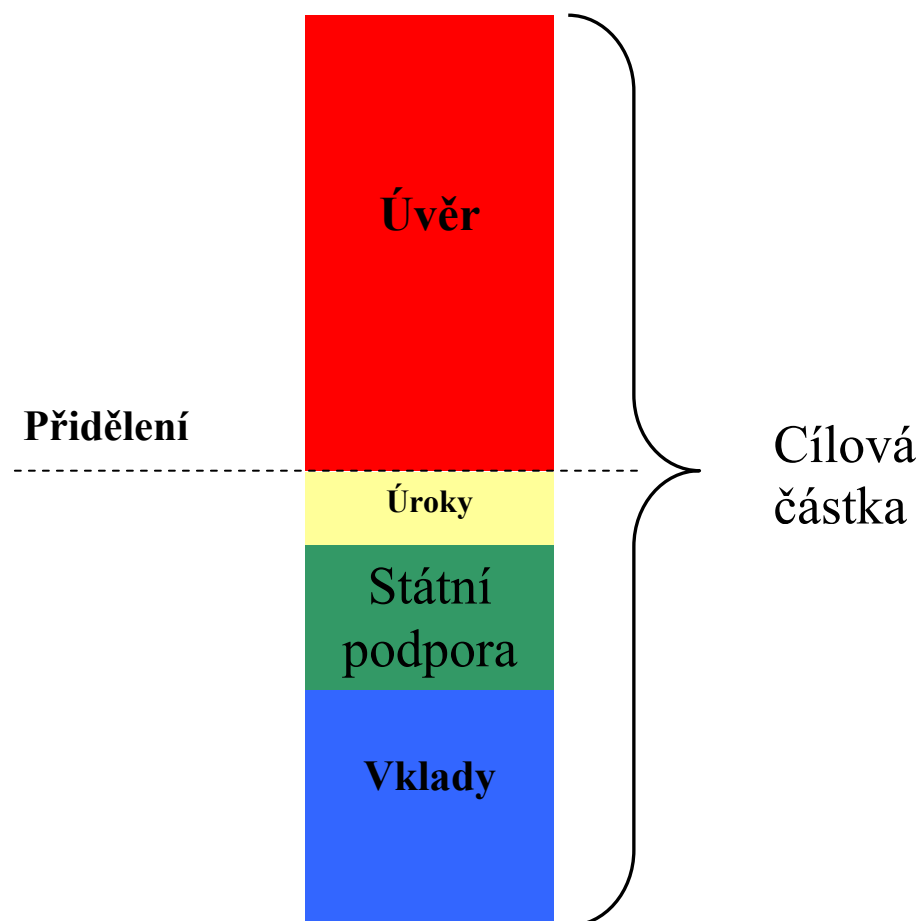 Úvěr
Přidělení
Úroky
Cílová
částka
Státní
podpora
Vklady